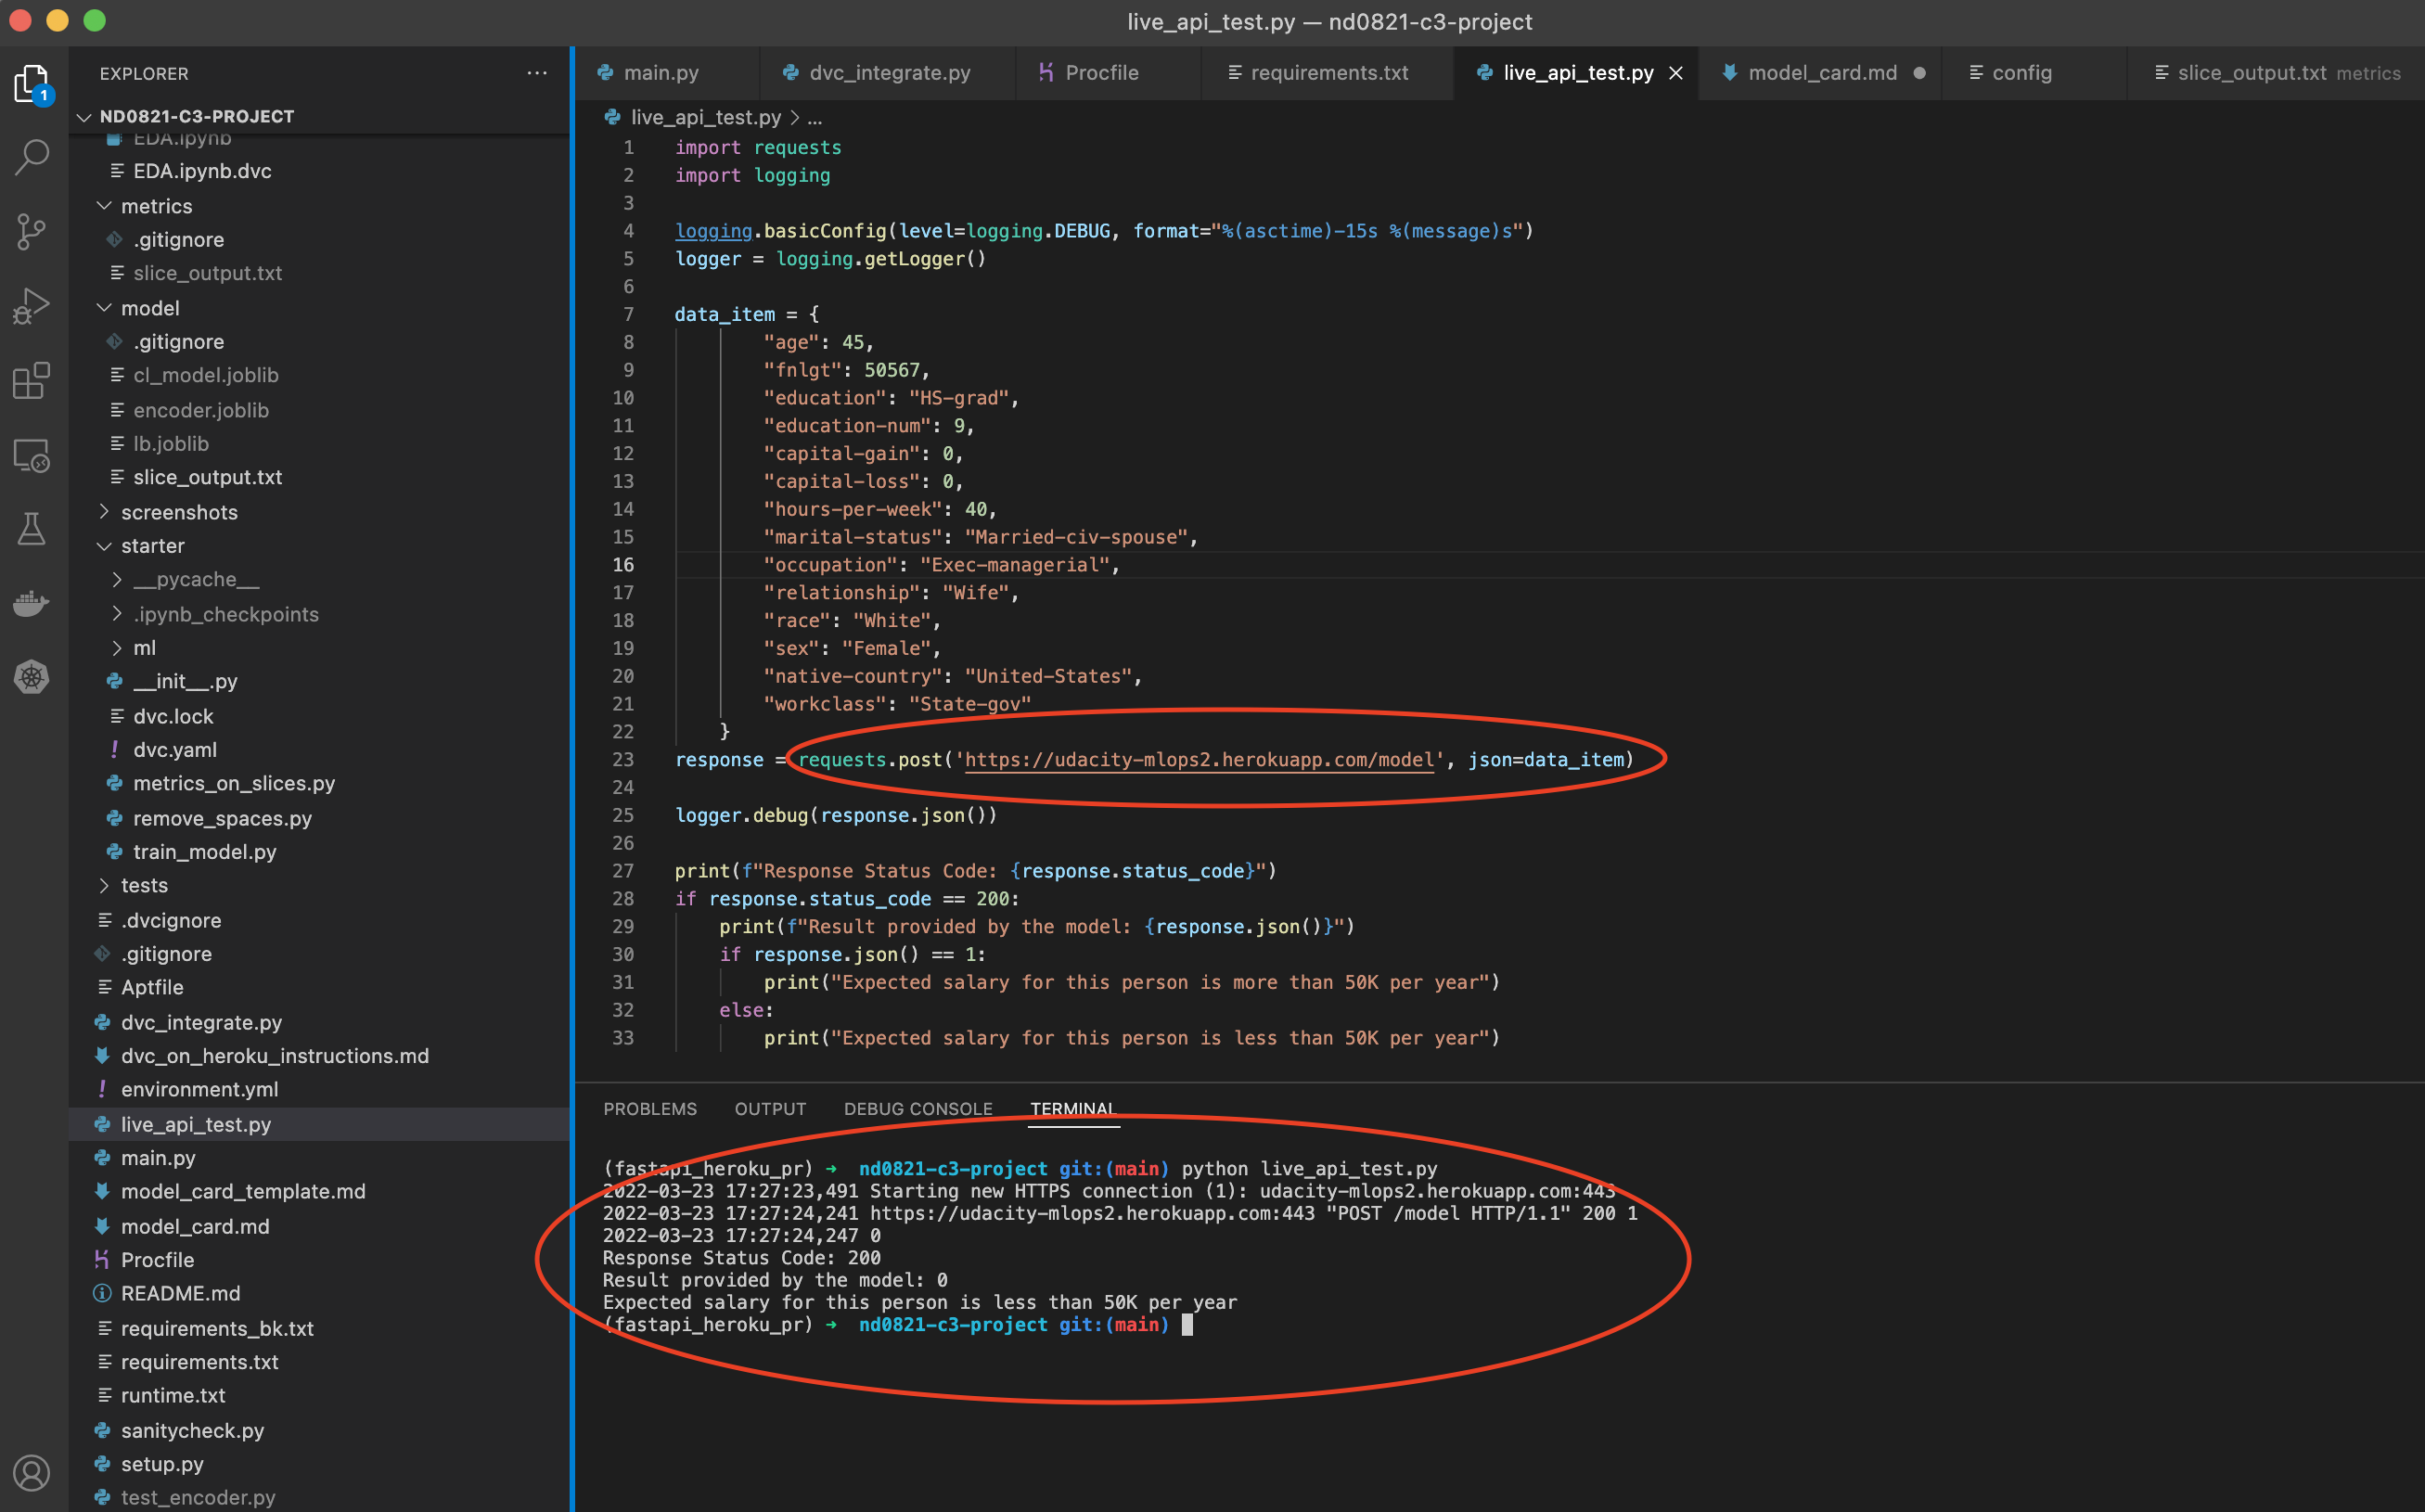 live_api_test.py — nd0821-c3-project
EXPLORER
1
ND0821-C3-PROJECT
EDA.ipynb
EDA.ipynb.dvc
metrics
.gitignore
slice_output.txt
model
.gitignore
cl_model.joblib
encoder.joblib
lb.joblib
slice_output.txt
screenshots
starter
__pycache__
.ipynb_checkpoints
ml
__init__.py
dvc.lock
dvc.yaml
metrics_on_slices.py
remove_spaces.py
train_model.py
tests
.dvcignore
.gitignore
Aptfile
dvc_integrate.py
dvc_on_heroku_instructions.md
environment.yml
live_api_test.py
main.py
model_card_template.md
model_card.md
Procfile
README.md
requirements_bk.txt
requirements.txt
runtime.txt
sanitycheck.py
setup.py
test_encoder.py
main.py dvc_integrate.py Procfile requirements.txt live_api_test.py model_card.md config slice_output.txt metrics
live_api_test.py > ...
1 import requests
2 import logging
3
4 logging.basicConfig(level=logging.DEBUG, format="%(asctime)-15s %(message)s")
5 logger = logging.getLogger()
6
7 data_item = {
8 "age": 45,
9 "fnlgt": 50567,
10 "education": "HS-grad",
11 "education-num": 9,
12 "capital-gain": 0,
13 "capital-loss": 0,
14 "hours-per-week": 40,
15 "marital-status": "Married-civ-spouse",
16 "occupation": "Exec-managerial",
17 "relationship": "Wife",
18 "race": "White",
19 "sex": "Female",
20 "native-country": "United-States",
21 "workclass": "State-gov"
22 }
23 response = requests.post('https://udacity-mlops2.herokuapp.com/model', json=data_item)
24
25 logger.debug(response.json())
26
27 print(f"Response Status Code: {response.status_code}")
28 if response.status_code == 200:
29 print(f"Result provided by the model: {response.json()}")
30 if response.json() == 1:
31 print("Expected salary for this person is more than 50K per year")
32 else:
33 print("Expected salary for this person is less than 50K per year")
PROBLEMS OUTPUT DEBUG CONSOLE TERMINAL
(fastapi_heroku_pr) ➜ nd0821-c3-project git:(main) python live_api_test.py
2022-03-23 17:27:23,491 Starting new HTTPS connection (1): udacity-mlops2.herokuapp.com:443
2022-03-23 17:27:24,241 https://udacity-mlops2.herokuapp.com:443 "POST /model HTTP/1.1" 200 1
2022-03-23 17:27:24,247 0
Response Status Code: 200
Result provided by the model: 0
Expected salary for this person is less than 50K per year
(fastapi_heroku_pr) ➜ nd0821-c3-project git:(main)